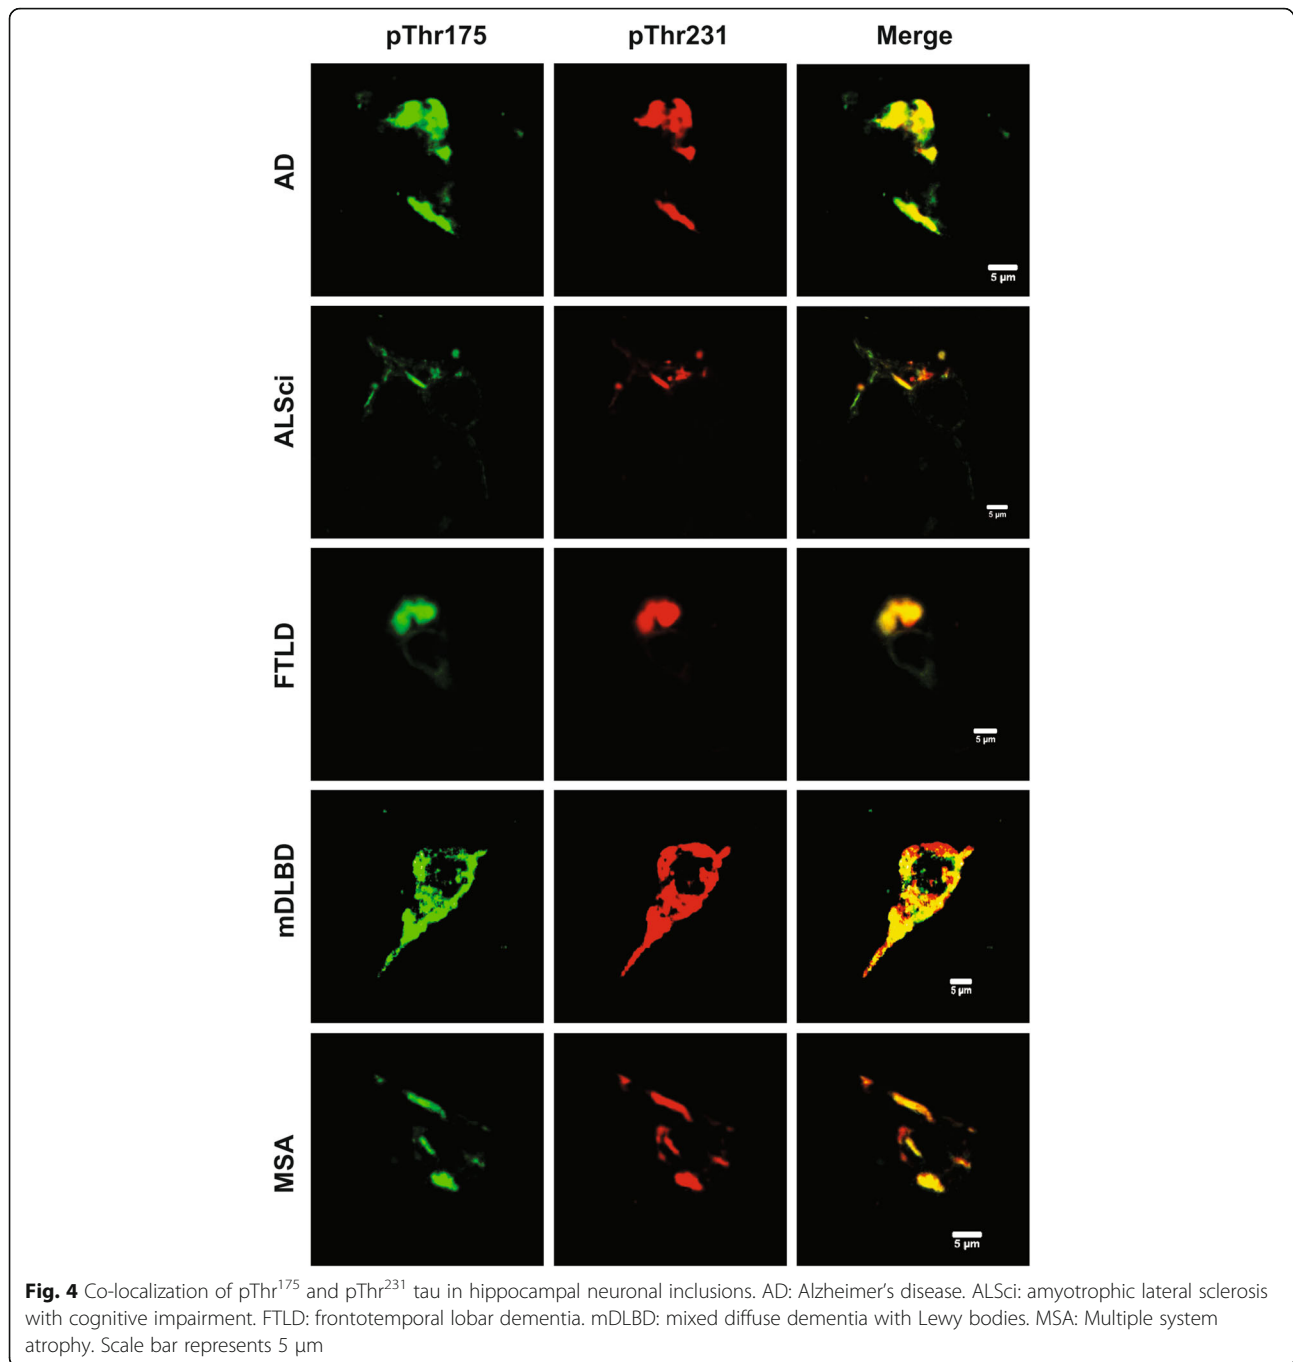 pThr175 pThr231 Merge
AD
5 µm
ALSci
5 µm
FTLD
5 µm
mDLBD
5 µm
MSA
5 µm
Fig. 4 Co-localization of pThr175 and pThr231 tau in hippocampal neuronal inclusions. AD: Alzheimer's disease. ALSci: amyotrophic lateral sclerosis
with cognitive impairment. FTLD: frontotemporal lobar dementia. mDLBD: mixed diffuse dementia with Lewy bodies. MSA: Multiple system
atrophy. Scale bar represents 5 µm